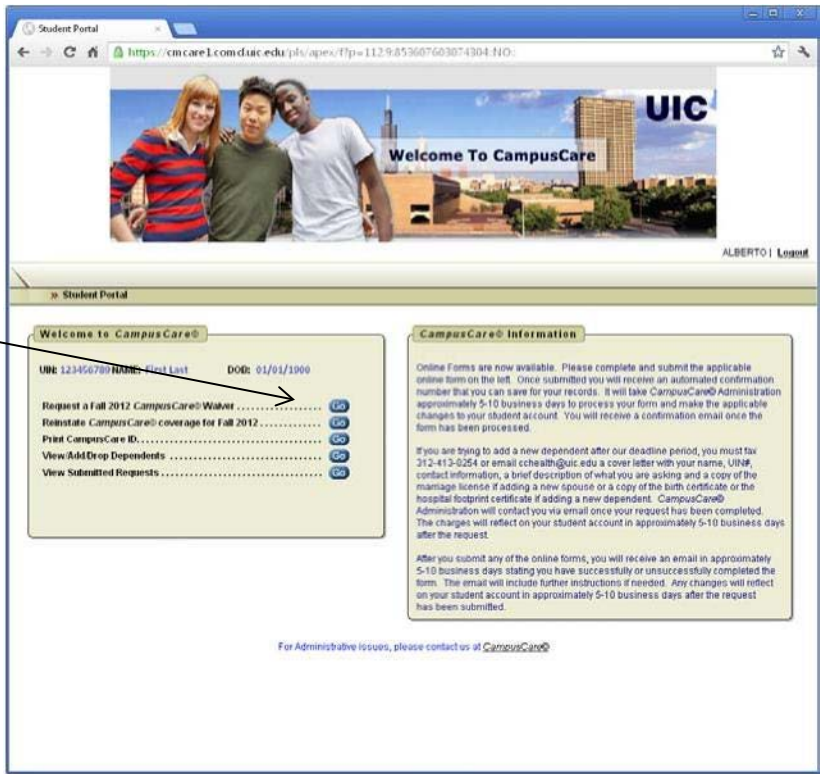 Student Portal
https://cmcare1.comd.uic.edu/pls/apex/f?p=112:9:853607603074304:NO::
UIC
Welcome To CampusCare
ALBERTO | Logout
» Student Portal
Welcome to CampusCare©
UIN: 123456789 NAME: First Last DOB: 01/01/1900
Request a Fall 2012 CampusCare© Waiver .................... Go
Reinstate CampusCare© coverage for Fall 2012 .............. Go
Print CampusCare ID........................................ Go
View/Add/Drop Dependents .................................. Go
View Submitted Requests ................................... Go
CampusCare© Information
Online Forms are now available. Please complete and submit the applicable
online form on the left. Once submitted you will receive an automated confirmation
number that you can save for your records. It will take CampusCare© Administration
approximately 5-10 business days to process your form and make the applicable
changes to your student account. You will receive a confirmation email once the
form has been processed.
If you are trying to add a new dependent after our deadline period, you must fax
312-413-0254 or email cchealth@uic.edu a cover letter with your name, UIN#,
contact information, a brief description of what you are asking and a copy of the
marriage license if adding a new spouse or a copy of the birth certificate or the
hospital footprint certificate if adding a new dependent. CampusCare©
Administration will contact you via email once your request has been completed.
The charges will reflect on your student account in approximately 5-10 business days
after the request.
After you submit any of the online forms, you will receive an email in approximately
5-10 business days stating you have successfully or unsuccessfully completed the
form. The email will include further instructions if needed. Any changes will reflect
on your student account in approximately 5-10 business days after the request
has been submitted.
For Administrative issues, please contact us at CampusCare©